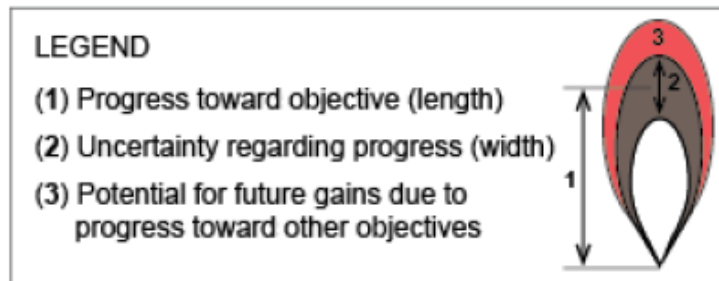 LEGEND
(1) Progress toward objective (length)
(2) Uncertainty regarding progress (width)
(3) Potential for future gains due to
progress toward other objectives
3
2
1